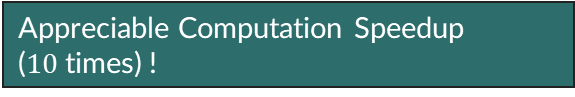 Appreciable Computation Speedup
(10 times) !